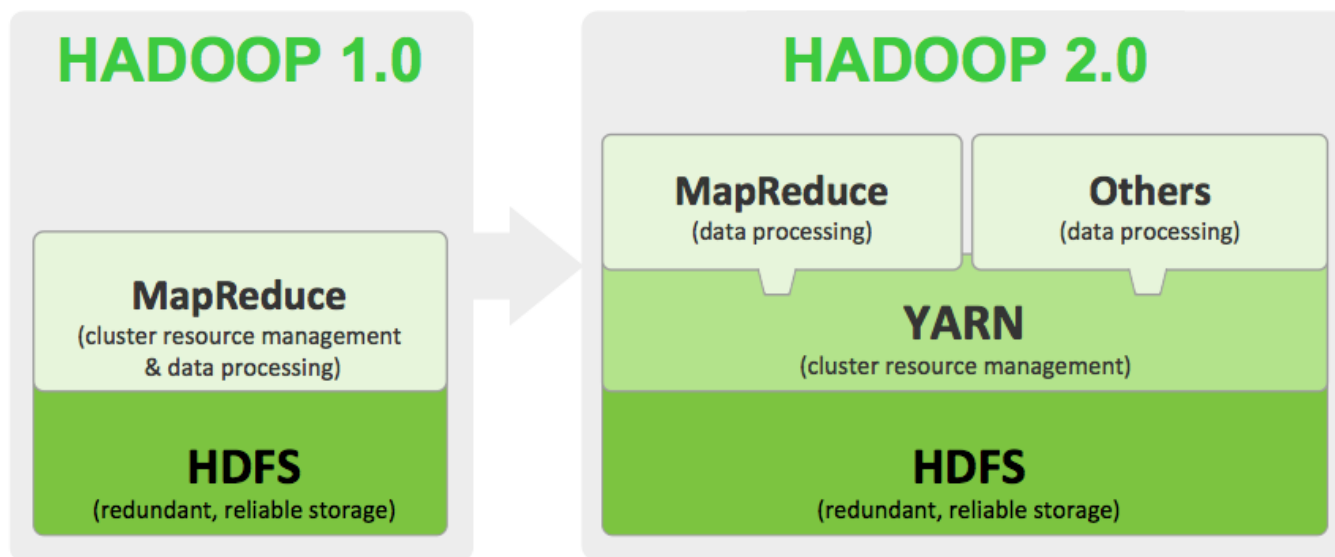 HADOOP 1.0
MapReduce
(cluster resource management
& data processing)
HDFS
(redundant, reliable storage)
HADOOP 2.0
MapReduce
(data processing)
Others
(data processing)
YARN
(cluster resource management)
HDFS
(redundant, reliable storage)